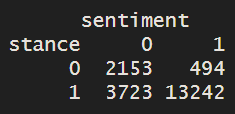 sentiment
stance 0 1
0 2153 494
1 3723 13242